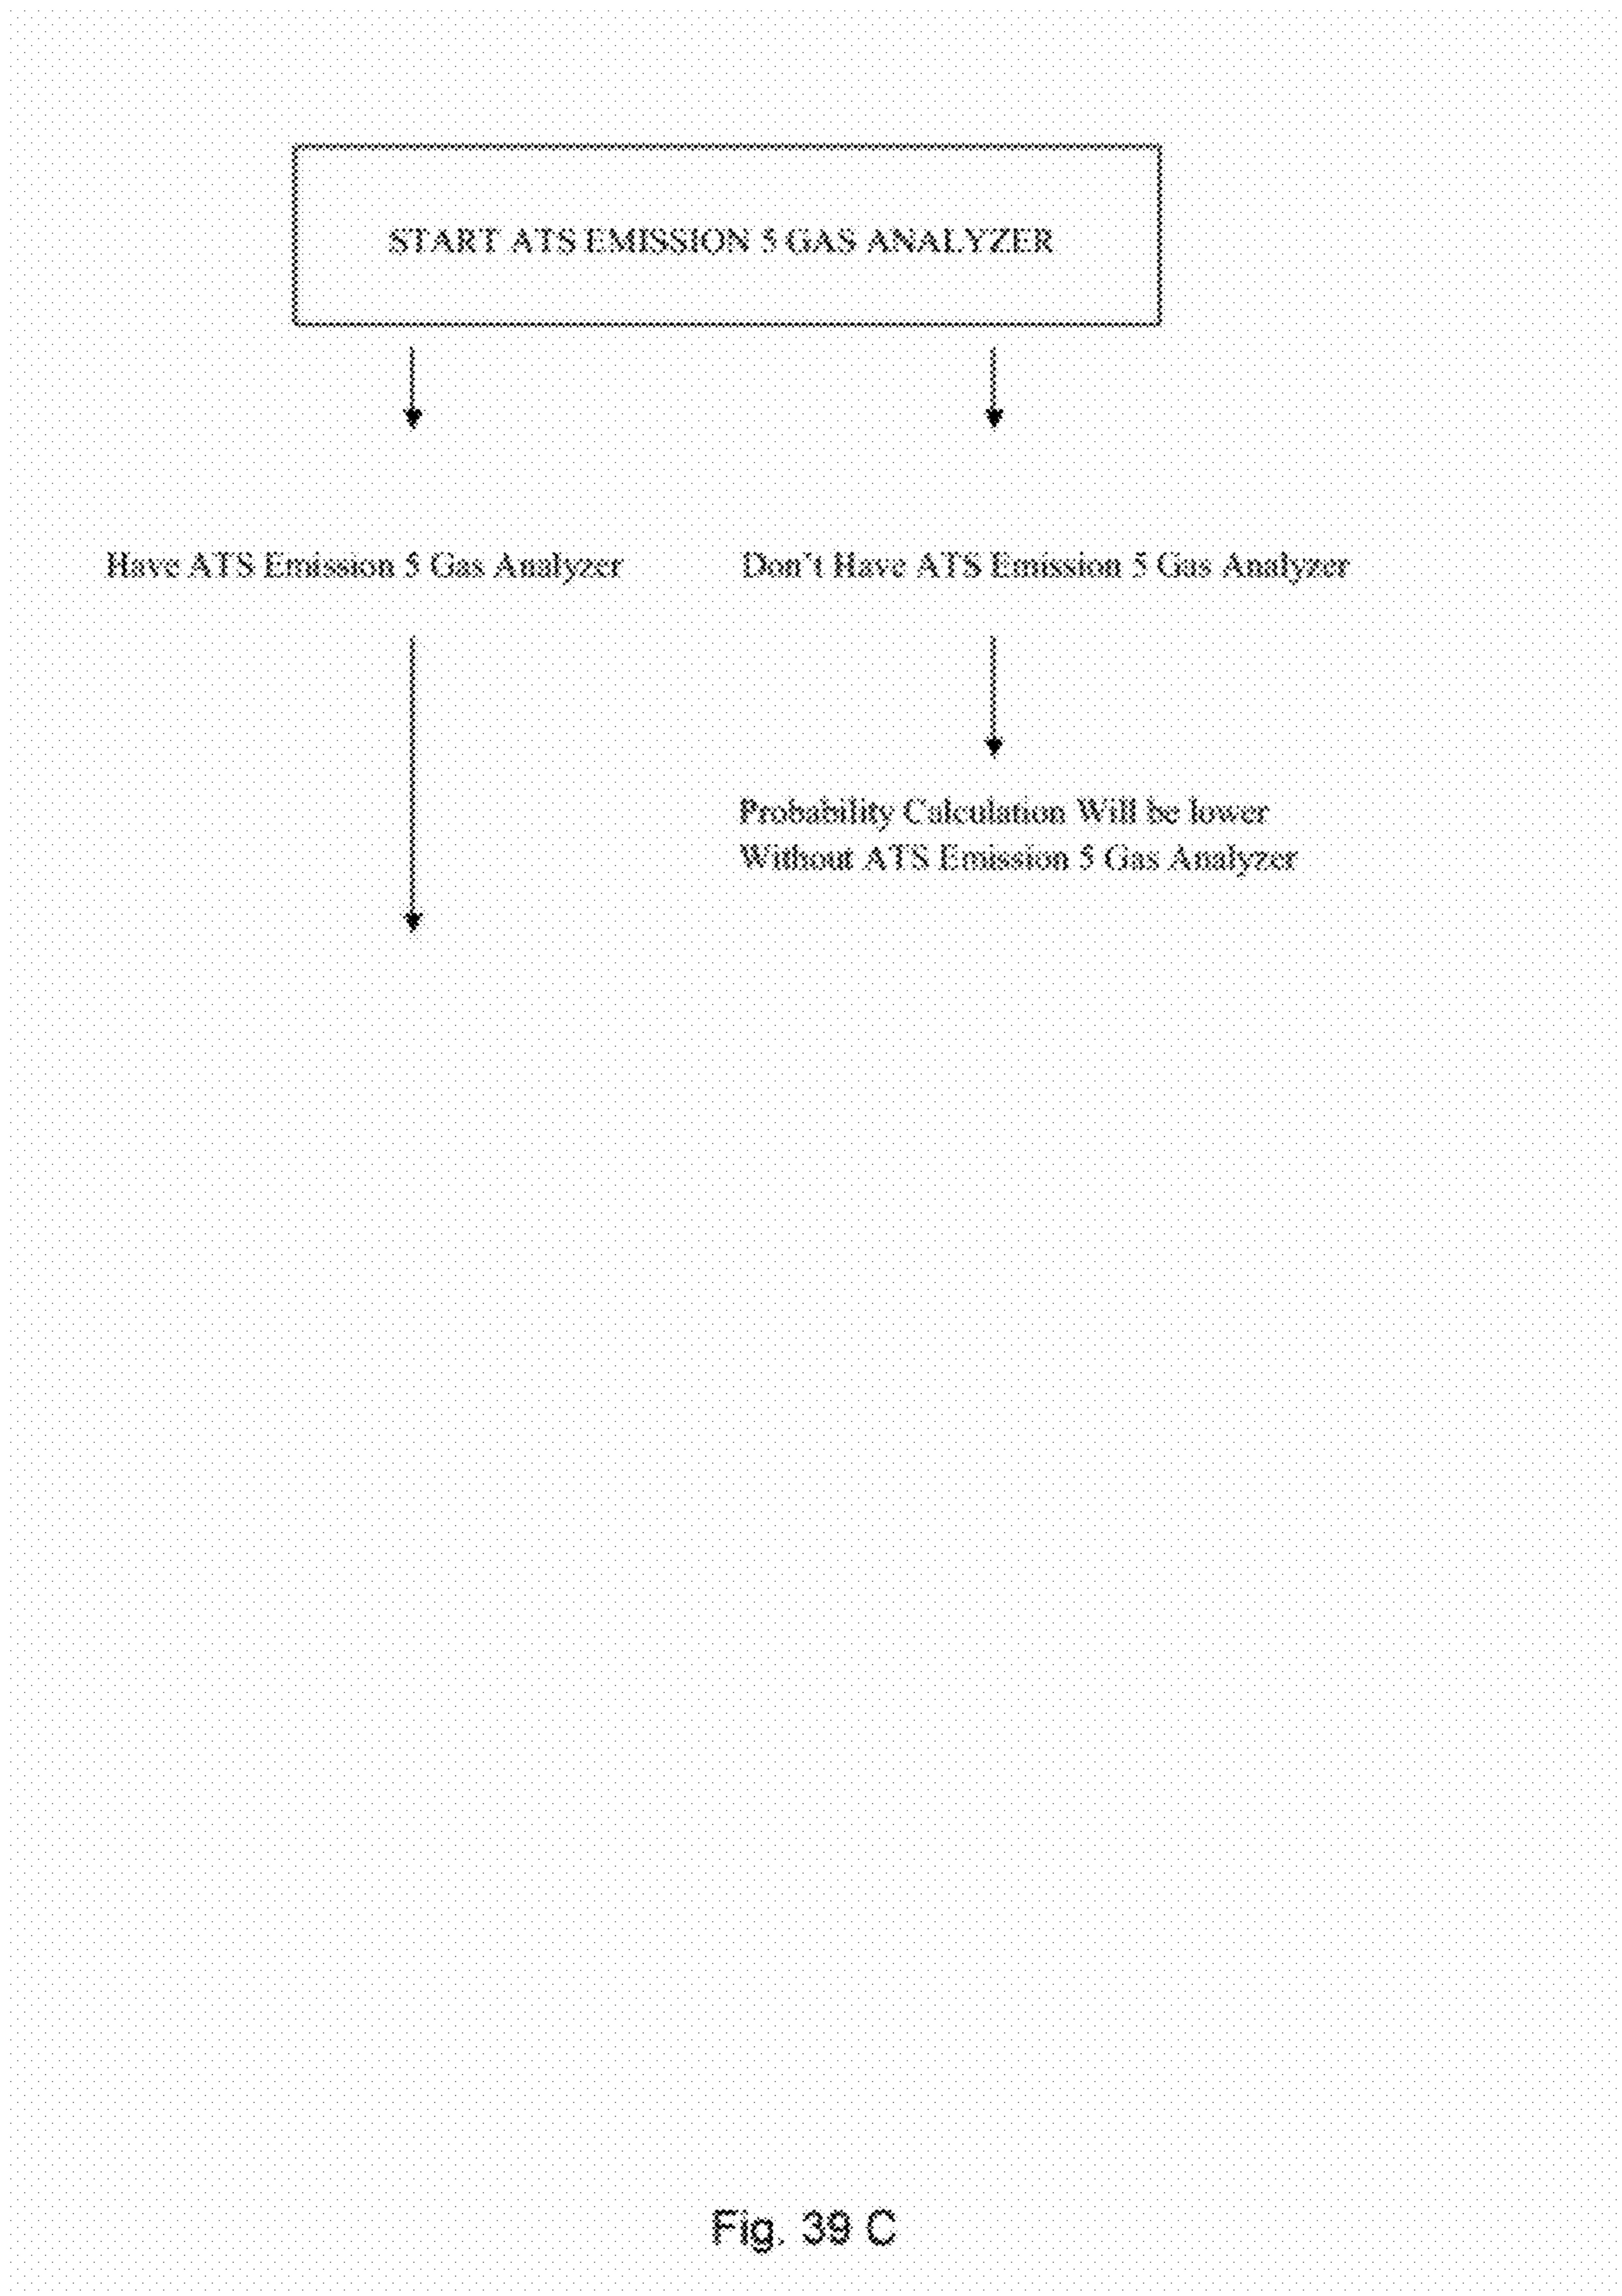 START ATS EMISSION 5 GAS ANALYZER
Have ATS Emission 5 Gas Analyzer
Don't Have ATS Emission 5 Gas Analyzer
Probability Calculation Will be lower
Without ATS Emission 5 Gas Analyzer
Fig. 39 C